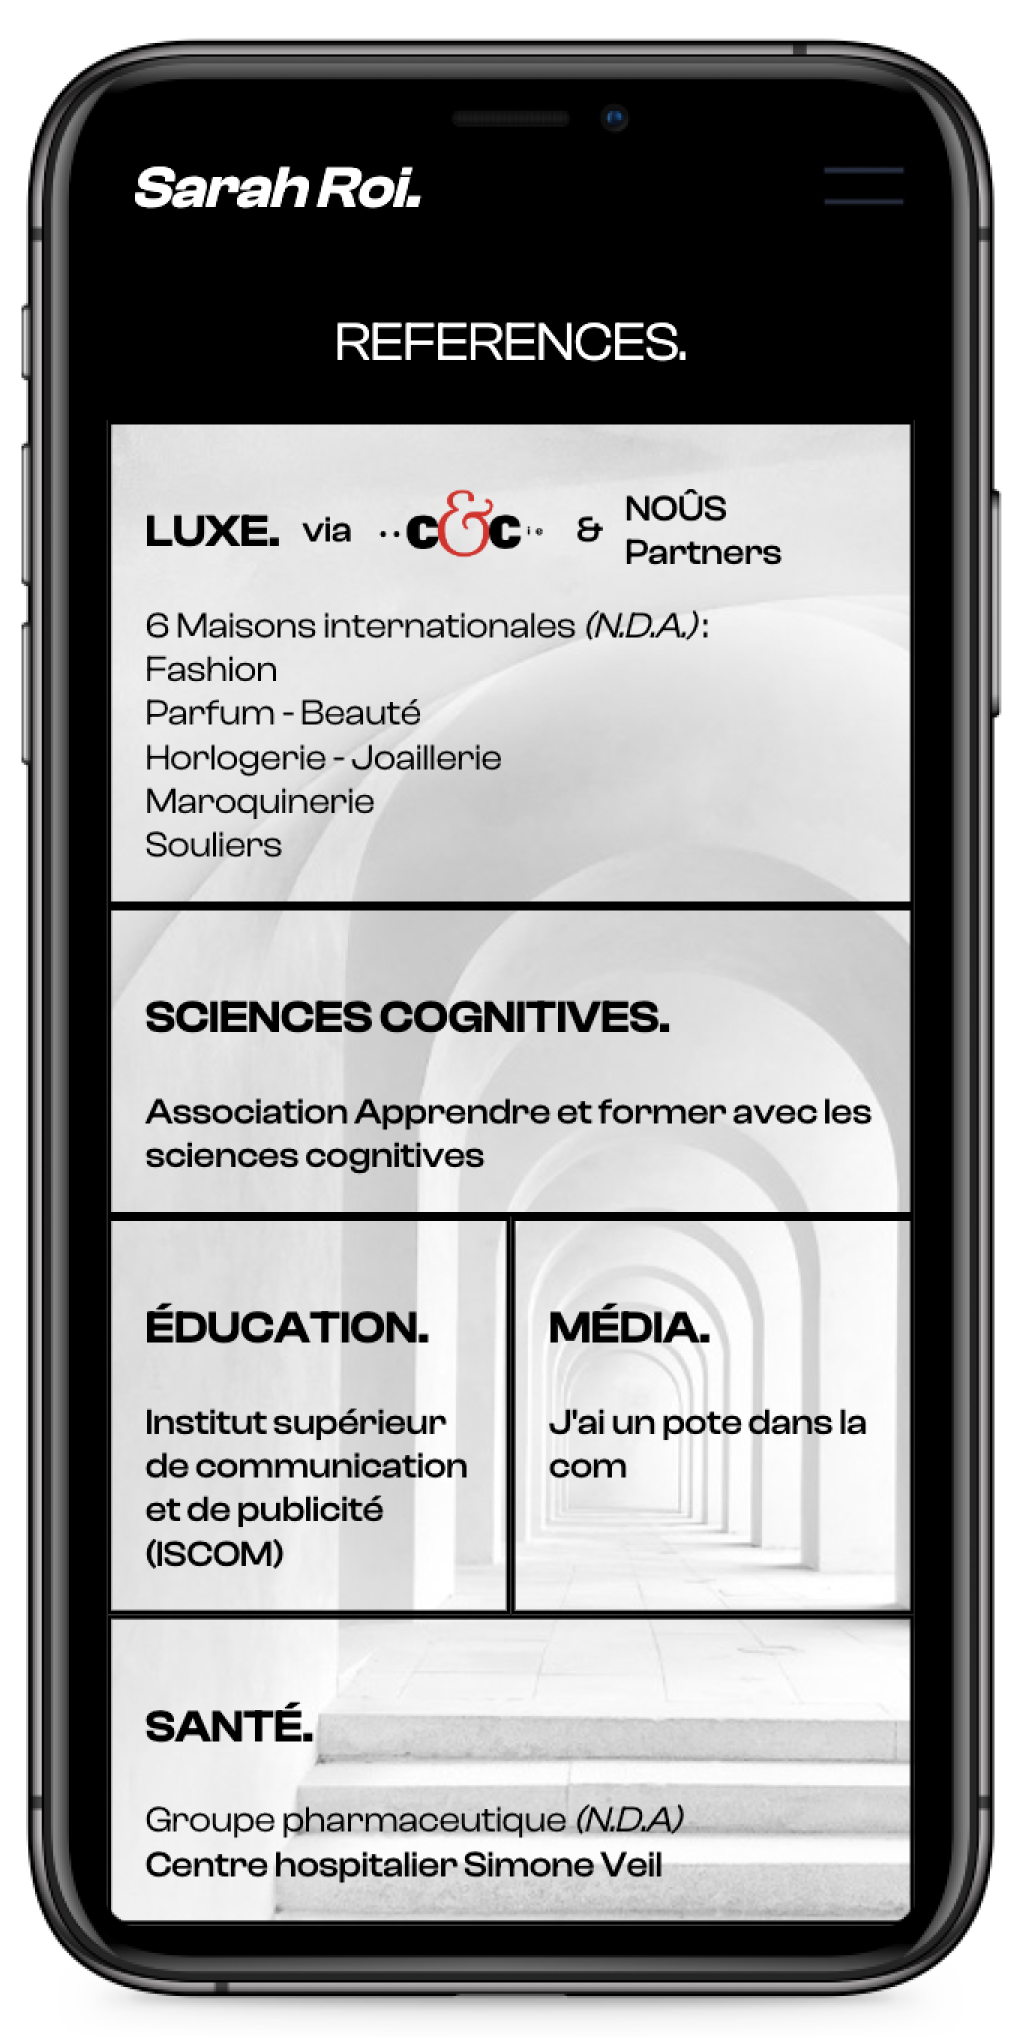 Sarah Roi.
REFERENCES.
LUXE. via ..c&c ie & NOÛS Partners
6 Maisons internationales (N.D.A.):
Fashion
Parfum - Beauté
Horlogerie - Joaillerie
Maroquinerie
Souliers
SCIENCES COGNITIVES.
Association Apprendre et former avec les
sciences cognitives
ÉDUCATION.
Institut supérieur
de communication
et de publicité
(ISCOM)
MÉDIA.
J'ai un pote dans la
com
SANTÉ.
Groupe pharmaceutique (N.D.A)
Centre hospitalier Simone Veil